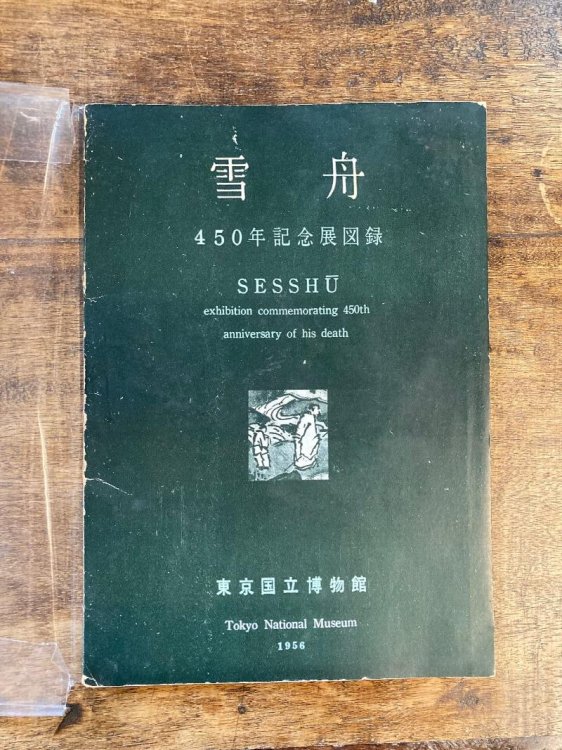 雪舟
450年記念展図録
SESSHŪ
exhibition commemorating 450th
anniversary of his death
東京国立博物館
Tokyo National Museum
1956